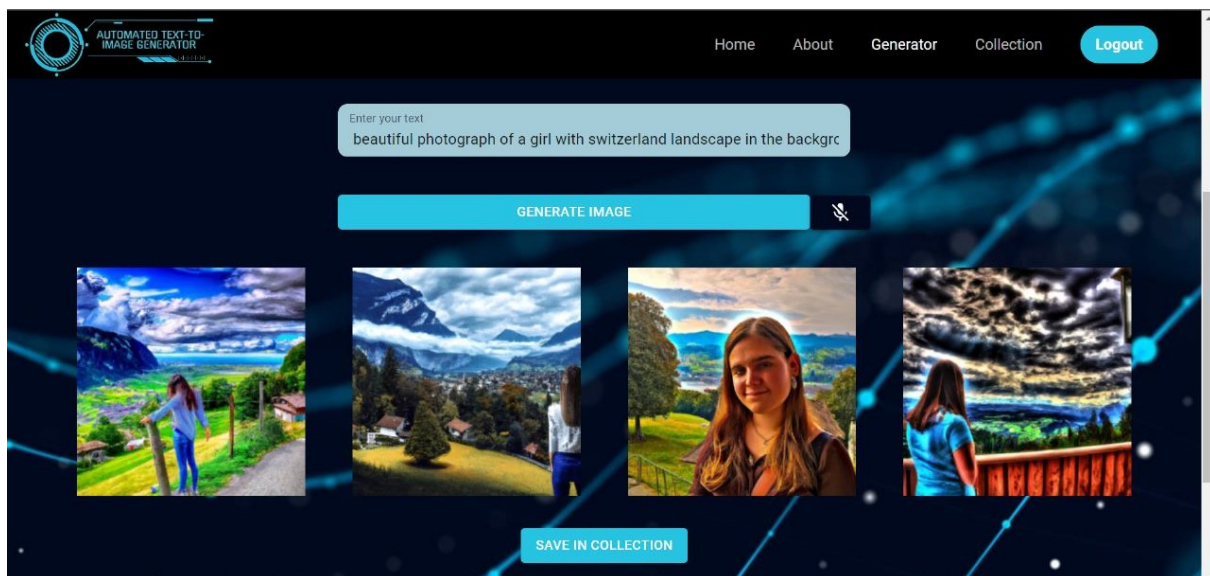 AUTOMATED TEXT-TO-
IMAGE GENERATOR
Home About Generator Collection Logout
Enter your text
beautiful photograph of a girl with switzerland landscape in the backgrc
GENERATE IMAGE
SAVE IN COLLECTION